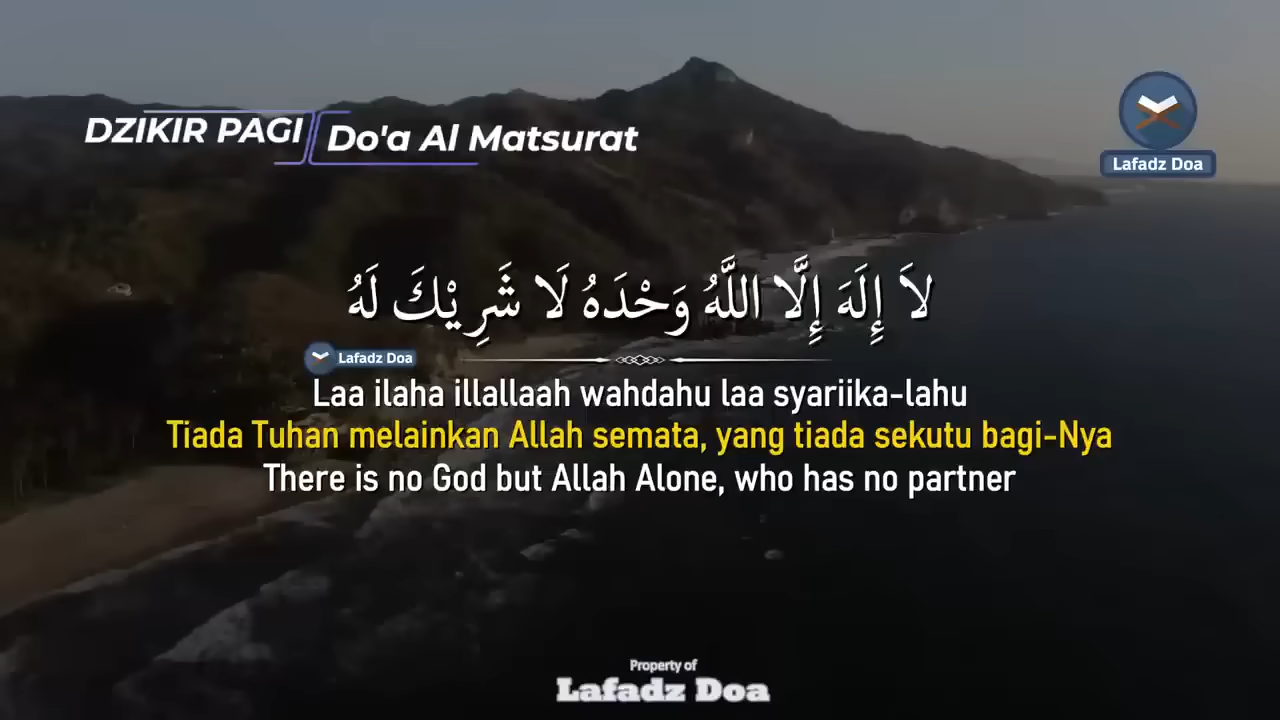 DZIKIR PAGI
Do'a Al Matsurat
Lafadz Doa
لاَ إِلَهَ إِلَّا اللَّهُ وَحْدَهُ لَا شَرِيْكَ لَهُ
Lafadz Doa
Laa ilaha illallaah wahdahu laa syariika-lahu
Tiada Tuhan melainkan Allah semata, yang tiada sekutu bagi-Nya
There is no God but Allah Alone, who has no partner
Property of
Lafadz Doa